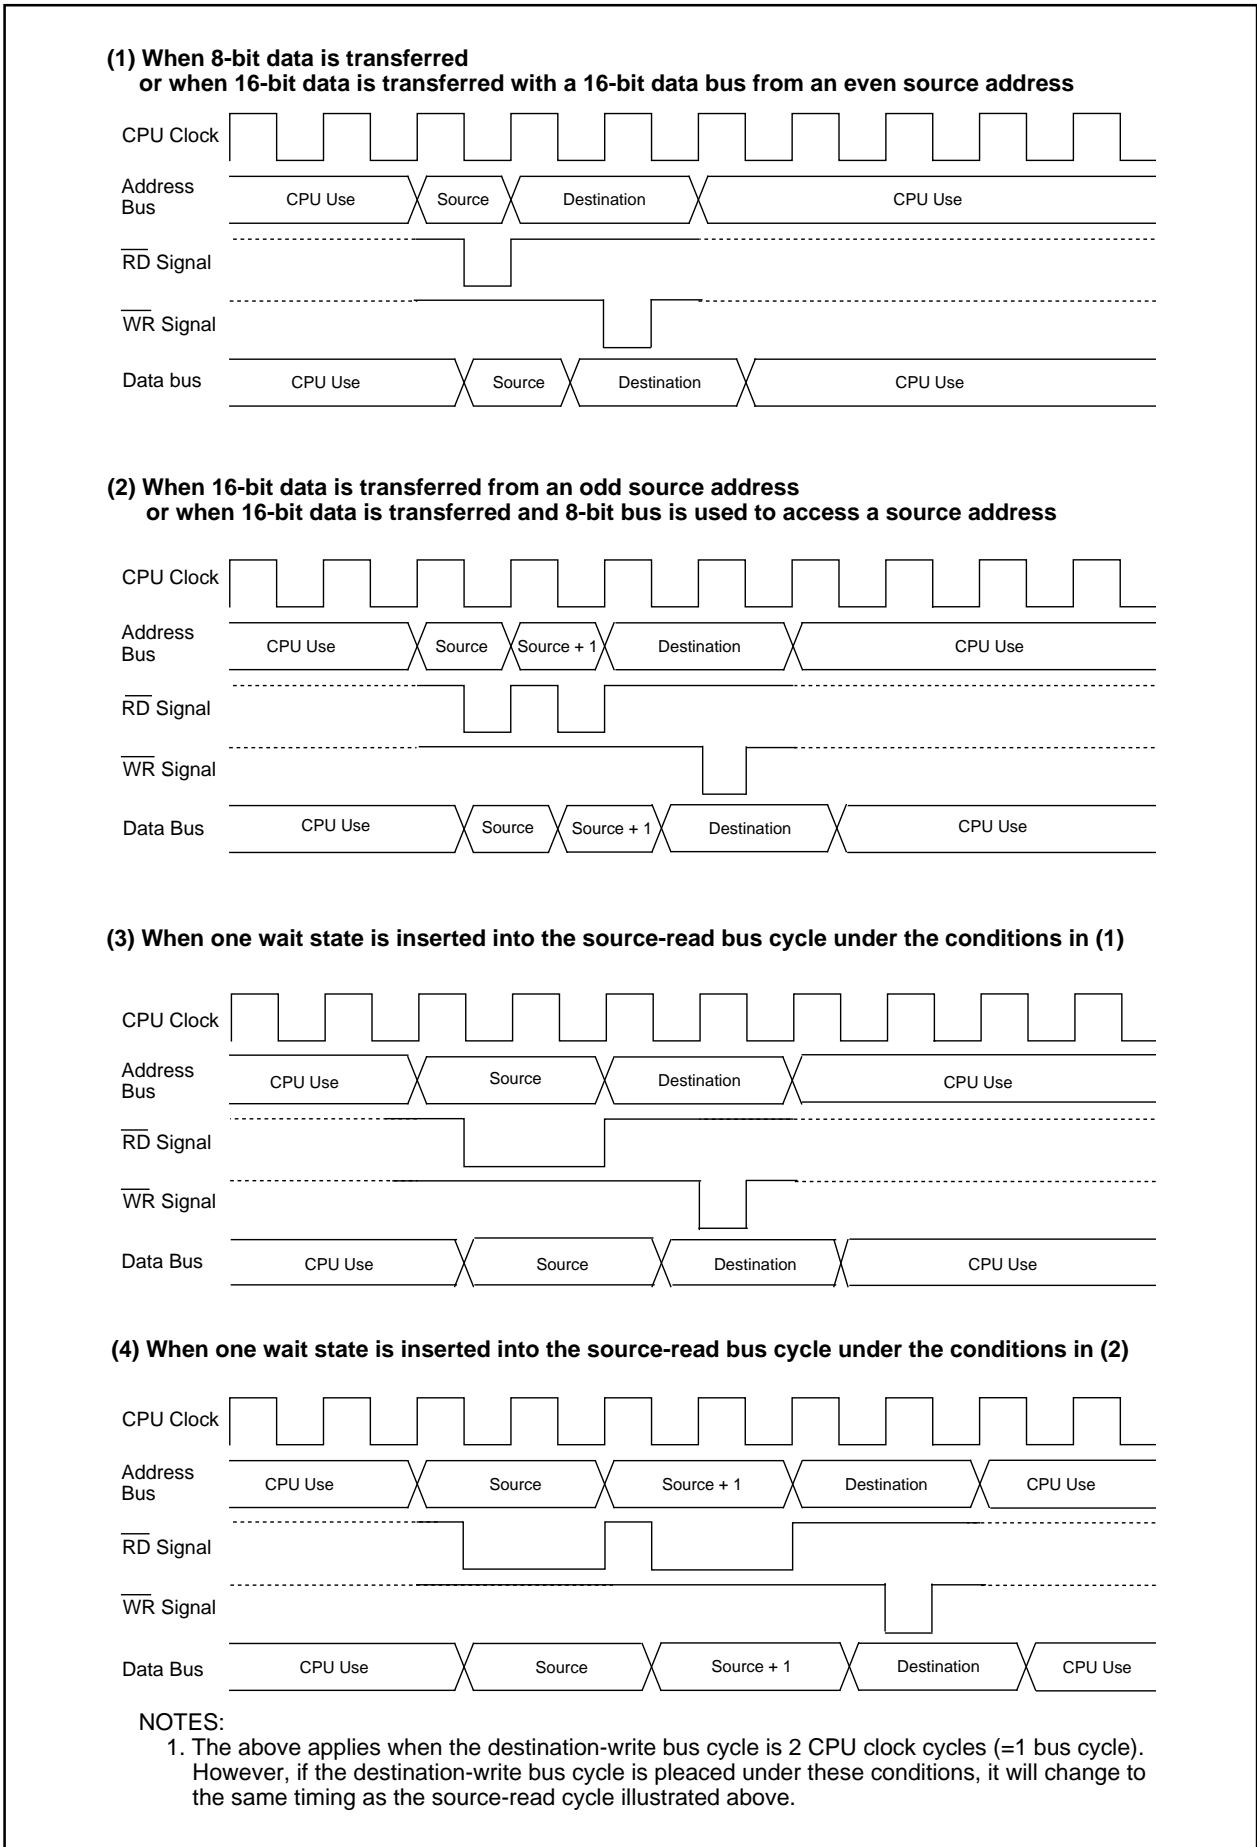 (1) When 8-bit data is transferred
or when 16-bit data is transferred with a 16-bit data bus from an even source address
CPU Clock
Address
Bus
CPU Use
Source
Destination
CPU Use
RD Signal
WR Signal
Data bus
CPU Use
Source
Destination
CPU Use
(2) When 16-bit data is transferred from an odd source address
or when 16-bit data is transferred and 8-bit bus is used to access a source address
CPU Clock
Address
Bus
CPU Use
Source
Source + 1
Destination
CPU Use
RD Signal
WR Signal
Data Bus
CPU Use
Source
Source + 1
Destination
CPU Use
(3) When one wait state is inserted into the source-read bus cycle under the conditions in (1)
CPU Clock
Address
Bus
CPU Use
Source
Destination
CPU Use
RD Signal
WR Signal
Data Bus
CPU Use
Source
Destination
CPU Use
(4) When one wait state is inserted into the source-read bus cycle under the conditions in (2)
CPU Clock
Address
Bus
CPU Use
Source
Source + 1
Destination
CPU Use
RD Signal
WR Signal
Data Bus
CPU Use
Source
Source + 1
Destination
CPU Use
NOTES:
1. The above applies when the destination-write bus cycle is 2 CPU clock cycles (=1 bus cycle).
However, if the destination-write bus cycle is pleaced under these conditions, it will change to
the same timing as the source-read cycle illustrated above.